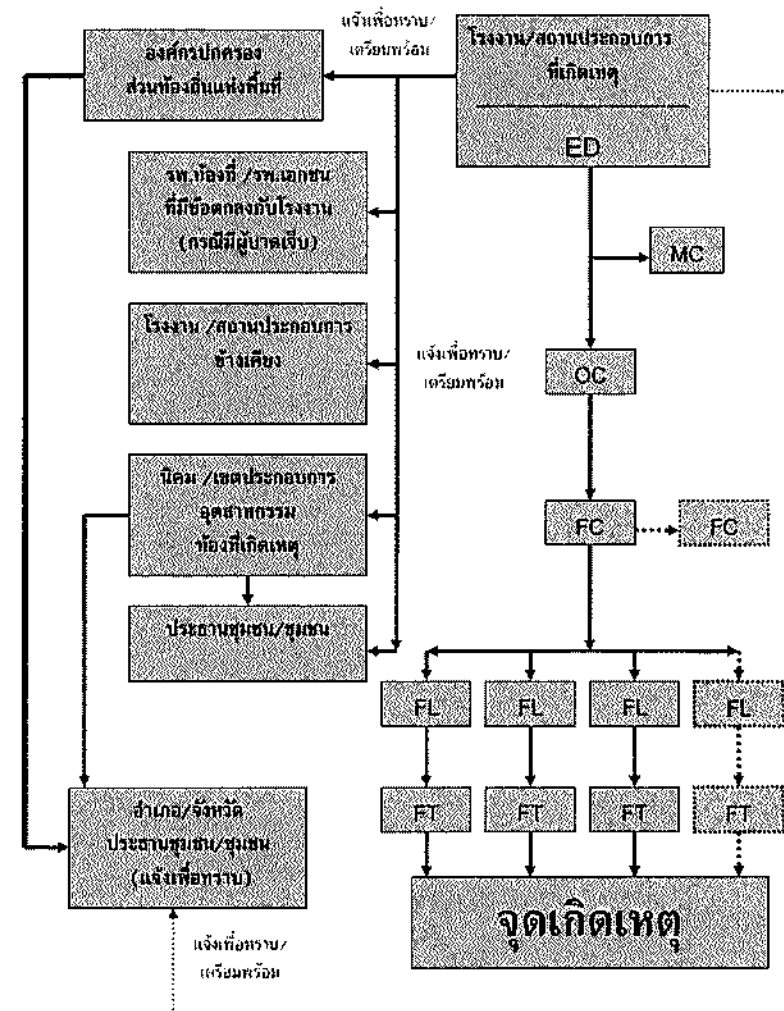 แจ้งเพื่อทราบ/
เตรียมพร้อม
องค์กรปกครอง
ส่วนท้องถิ่นแห่งพื้นที่
โรงงาน/สถานประกอบการ
ที่เกิดเหตุ
ED
รพ.ท้องที่ /รพ.เอกชน
ที่มีข้อตกลงกับโรงงาน
(กรณีมีผู้บาดเจ็บ)
MC
โรงงาน /สถานประกอบการ
ข้างเคียง
แจ้งเพื่อทราบ/
เตรียมพร้อม
OC
นิคม /เขตประกอบการ
อุตสาหกรรม
ท้องที่เกิดเหตุ
FC
FC
ประธานชุมชน/ชุมชน
FL
FL
FL
FL
FT
FT
FT
FT
อำเภอ/จังหวัด
ประธานชุมชน/ชุมชน
(แจ้งเพื่อทราบ)
จุดเกิดเหตุ
แจ้งเพื่อทราบ/
เตรียมพร้อม